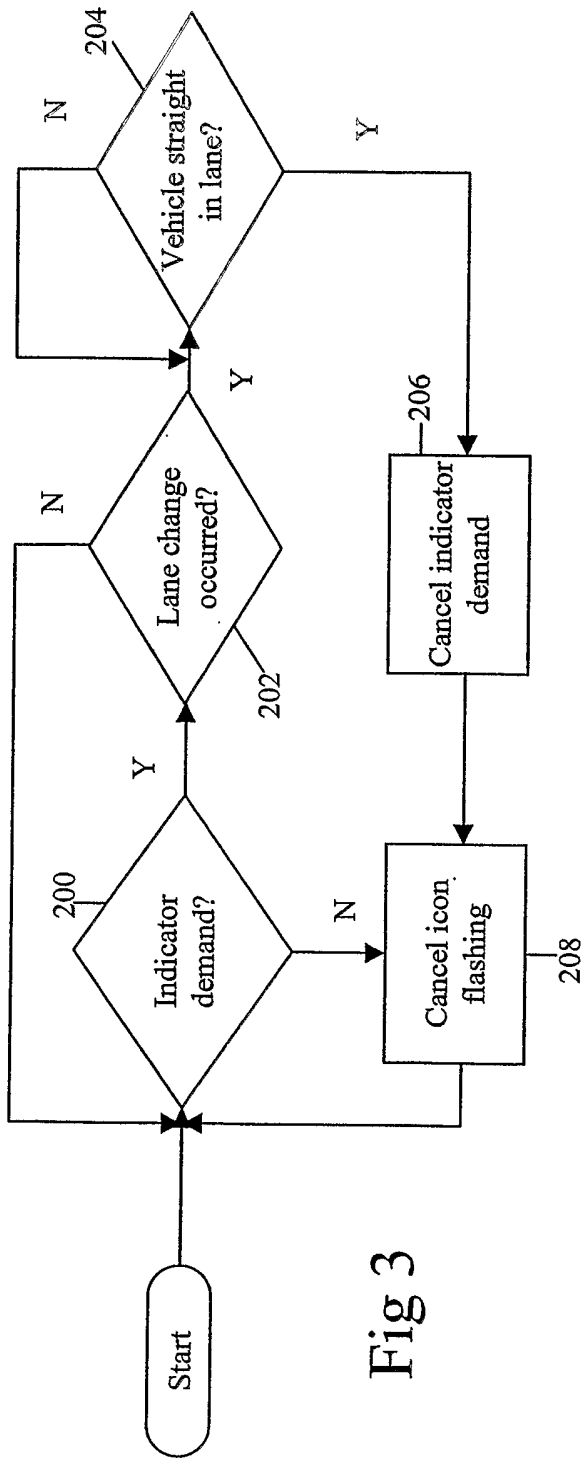 Start
200
Indicator
demand?
Y
N
202
Lane change
occurred?
N
Y
204
Vehicle straight
in lane?
N
Y
206
Cancel indicator
demand
Cancel icon
flashing
208
Fig 3